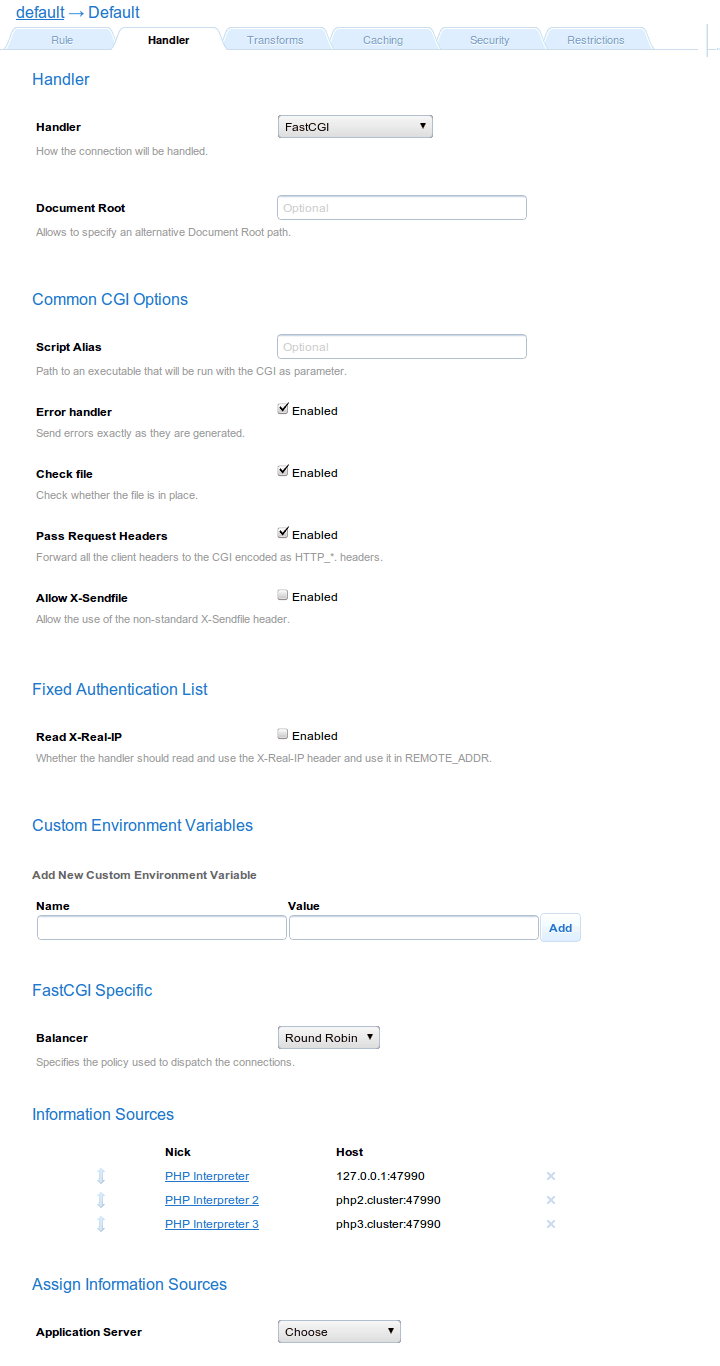 default → Default
Rule Handler Transforms Caching Security Restrictions
Handler
Handler FastCGI
How the connection will be handled.
Document Root Optional
Allows to specify an alternative Document Root path.
Common CGI Options
Script Alias Optional
Path to an executable that will be run with the CGI as parameter.
Error handler Enabled
Send errors exactly as they are generated.
Check file Enabled
Check whether the file is in place.
Pass Request Headers Enabled
Forward all the client headers to the CGI encoded as HTTP_*. headers.
Allow X-Sendfile Enabled
Allow the use of the non-standard X-Sendfile header.
Fixed Authentication List
Read X-Real-IP Enabled
Whether the handler should read and use the X-Real-IP header and use it in REMOTE_ADDR.
Custom Environment Variables
Add New Custom Environment Variable
Name Value
Add
FastCGI Specific
Balancer Round Robin
Specifies the policy used to dispatch the connections.
Information Sources
Nick Host
PHP Interpreter 127.0.0.1:47990
PHP Interpreter 2 php2.cluster:47990
PHP Interpreter 3 php3.cluster:47990
Assign Information Sources
Application Server Choose